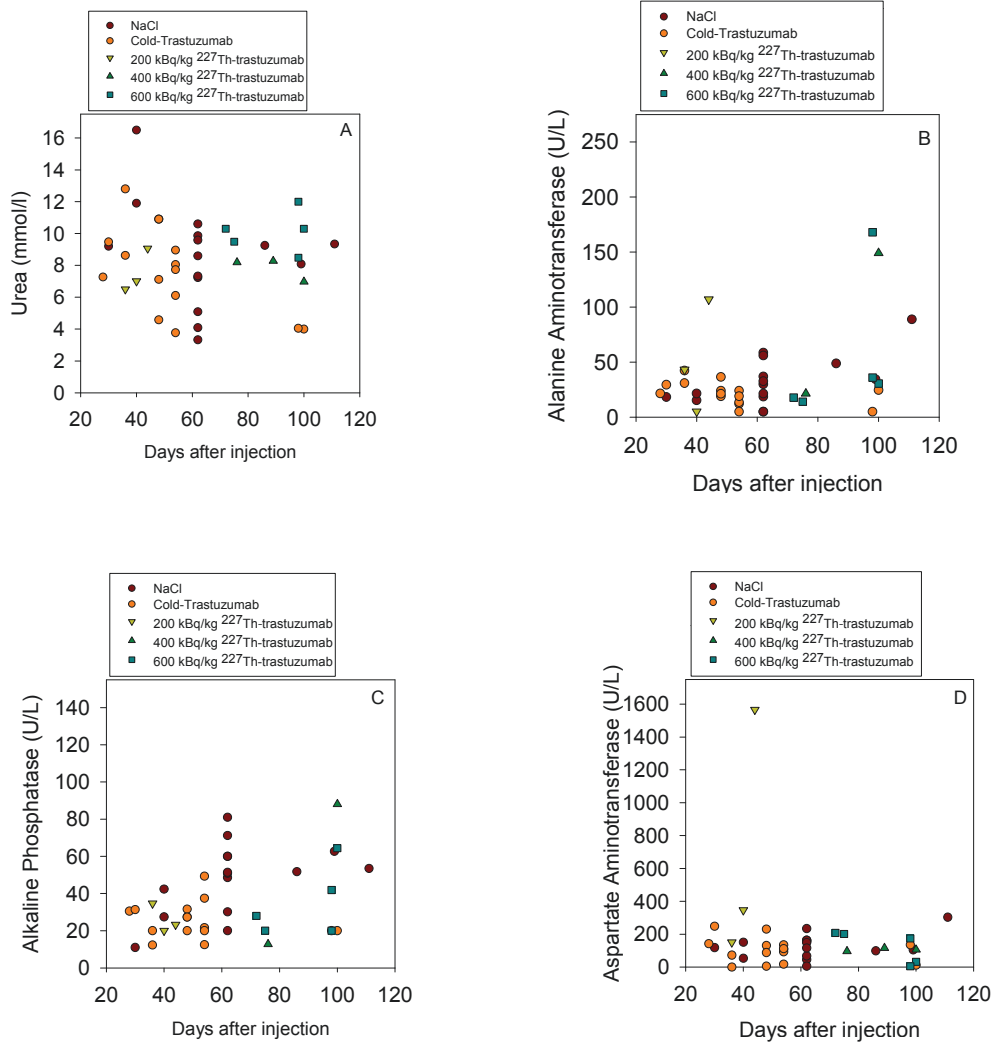 NaCl
Cold-Trastuzumab
200 kBq/kg 227Th-trastuzumab
400 kBq/kg 227Th-trastuzumab
600 kBq/kg 227Th-trastuzumab
A
Urea (mmol/l)
16
14
12
10
8
6
4
2
0
20 40 60 80 100 120
Days after injection
NaCl
Cold-Trastuzumab
200 kBq/kg 227Th-trastuzumab
400 kBq/kg 227Th-trastuzumab
600 kBq/kg 227Th-trastuzumab
B
Alanine Aminotransferase (U/L)
250
200
150
100
50
0
20 40 60 80 100 120
Days after injection
NaCl
Cold-Trastuzumab
200 kBq/kg 227Th-trastuzumab
400 kBq/kg 227Th-trastuzumab
600 kBq/kg 227Th-trastuzumab
C
Alkaline Phosphatase (U/L)
140
120
100
80
60
40
20
0
20 40 60 80 100 120
Days after injection
NaCl
Cold-Trastuzumab
200 kBq/kg 227Th-trastuzumab
400 kBq/kg 227Th-trastuzumab
600 kBq/kg 227Th-trastuzumab
D
Aspartate Aminotransferase (U/L)
1600
1400
1200
1000
800
600
400
200
0
20 40 60 80 100 120
Days after injection